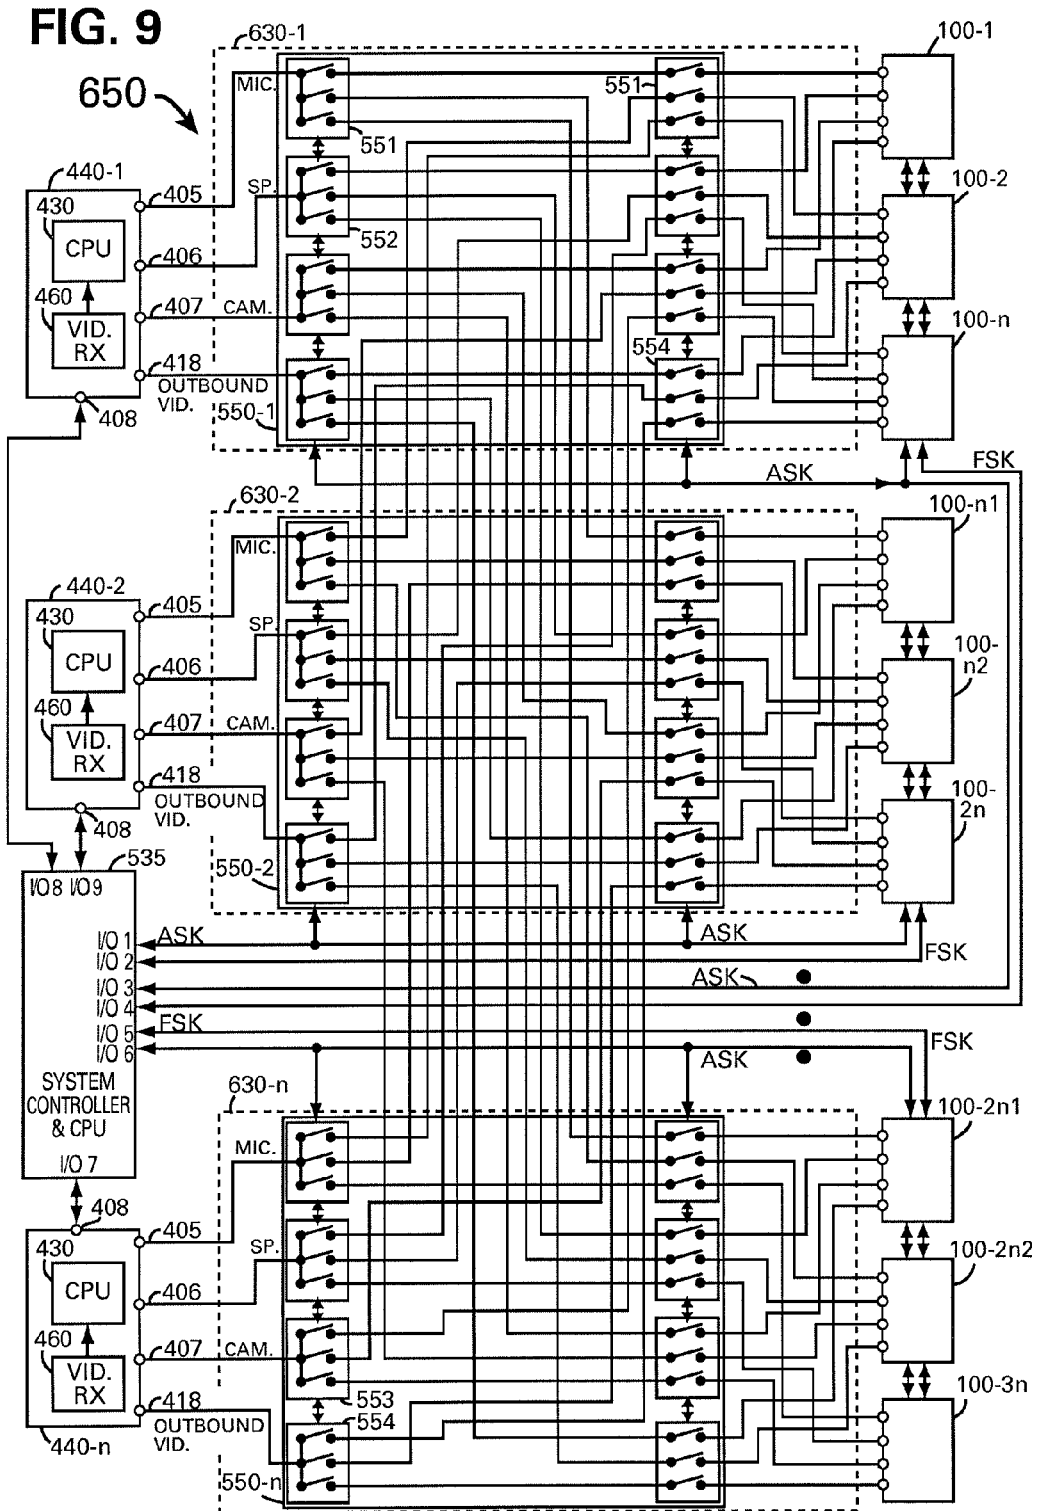 FIG. 9
650
630-1
100-1
MIC.
551
551
440-1
430
405
CPU
SP.
552
100-2
406
460
VID.
RX
407
CAM.
100-n
418
OUTBOUND
VID.
554
408
550-1
ASK
FSK
630-2
100-n1
MIC.
440-2
430
405
CPU
SP.
100-
n2
406
460
VID.
RX
407
CAM.
418
OUTBOUND
VID.
100-
2n
408
535
550-2
I/O8 I/O9
I/O 1
ASK
ASK
I/O 2
FSK
I/O 3
ASK
I/O 4
I/O 5
FSK
FSK
I/O 6
ASK
SYSTEM
CONTROLLER
& CPU
630-n
100-2n1
MIC.
I/O 7
408
430
405
CPU
SP.
100-2n2
406
460
VID.
RX
407
CAM.
553
100-3n
418
554
OUTBOUND
VID.
440-n
550-n